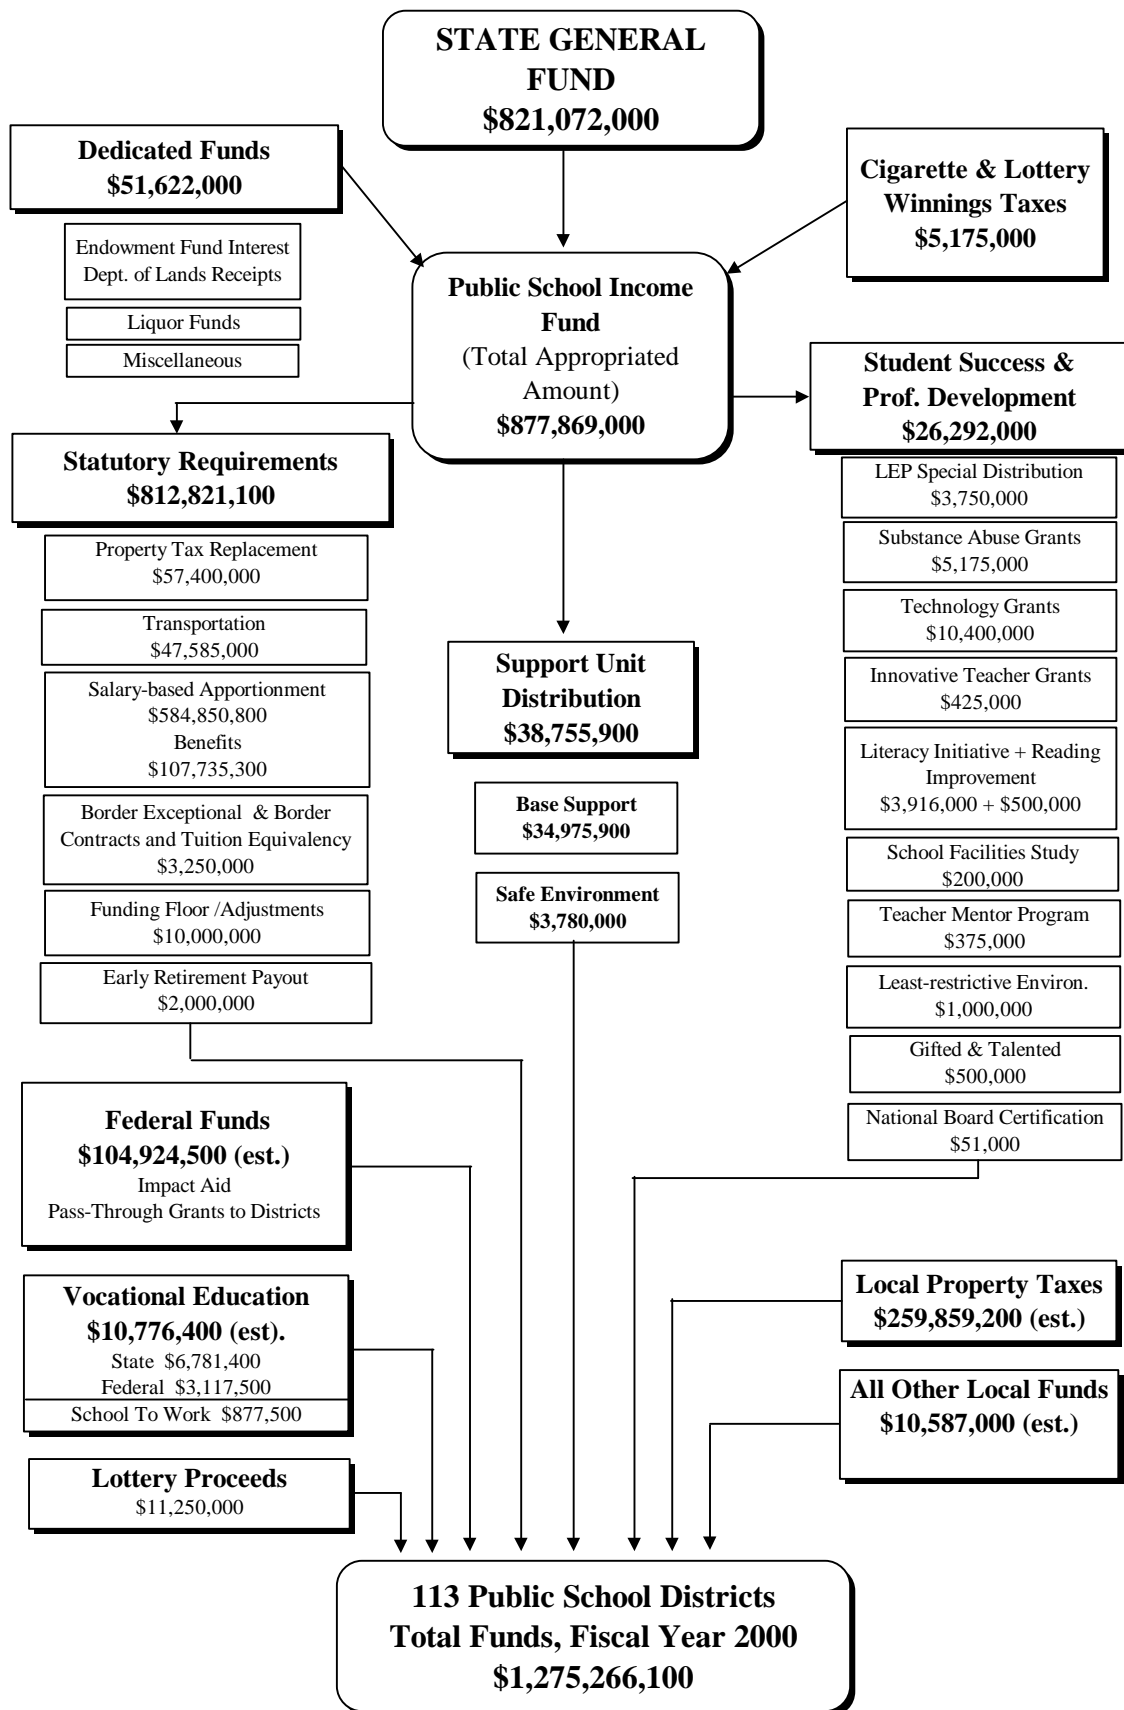 STATE GENERAL
FUND
$821,072,000
Dedicated Funds
$51,622,000
Endowment Fund Interest
Dept. of Lands Receipts
Liquor Funds
Miscellaneous
Cigarette & Lottery
Winnings Taxes
$5,175,000
Public School Income
Fund
(Total Appropriated
Amount)
$877,869,000
Statutory Requirements
$812,821,100
Property Tax Replacement
$57,400,000
Transportation
$47,585,000
Salary-based Apportionment
$584,850,800
Benefits
$107,735,300
Border Exceptional & Border
Contracts and Tuition Equivalency
$3,250,000
Funding Floor /Adjustments
$10,000,000
Early Retirement Payout
$2,000,000
Support Unit
Distribution
$38,755,900
Base Support
$34,975,900
Safe Environment
$3,780,000
Student Success &
Prof. Development
$26,292,000
LEP Special Distribution
$3,750,000
Substance Abuse Grants
$5,175,000
Technology Grants
$10,400,000
Innovative Teacher Grants
$425,000
Literacy Initiative + Reading
Improvement
$3,916,000 + $500,000
School Facilities Study
$200,000
Teacher Mentor Program
$375,000
Least-restrictive Environ.
$1,000,000
Gifted & Talented
$500,000
National Board Certification
$51,000
Federal Funds
$104,924,500 (est.)
Impact Aid
Pass-Through Grants to Districts
Vocational Education
$10,776,400 (est).
State $6,781,400
Federal $3,117,500
School To Work $877,500
Lottery Proceeds
$11,250,000
Local Property Taxes
$259,859,200 (est.)
All Other Local Funds
$10,587,000 (est.)
113 Public School Districts
Total Funds, Fiscal Year 2000
$1,275,266,100